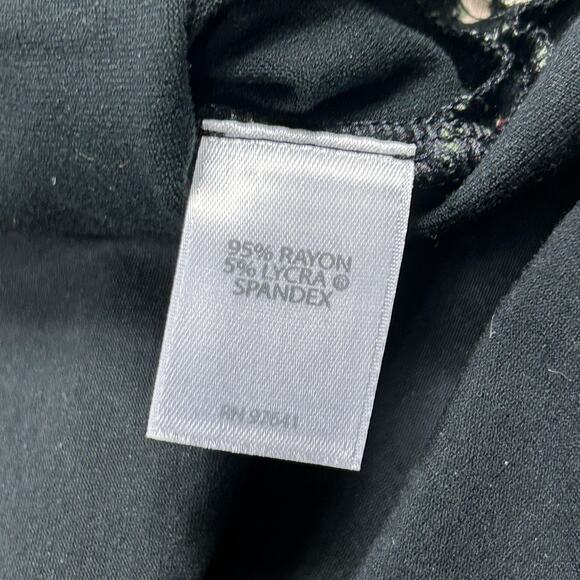 95% RAYON
5% LYCRA ®
SPANDEX
RN 97641